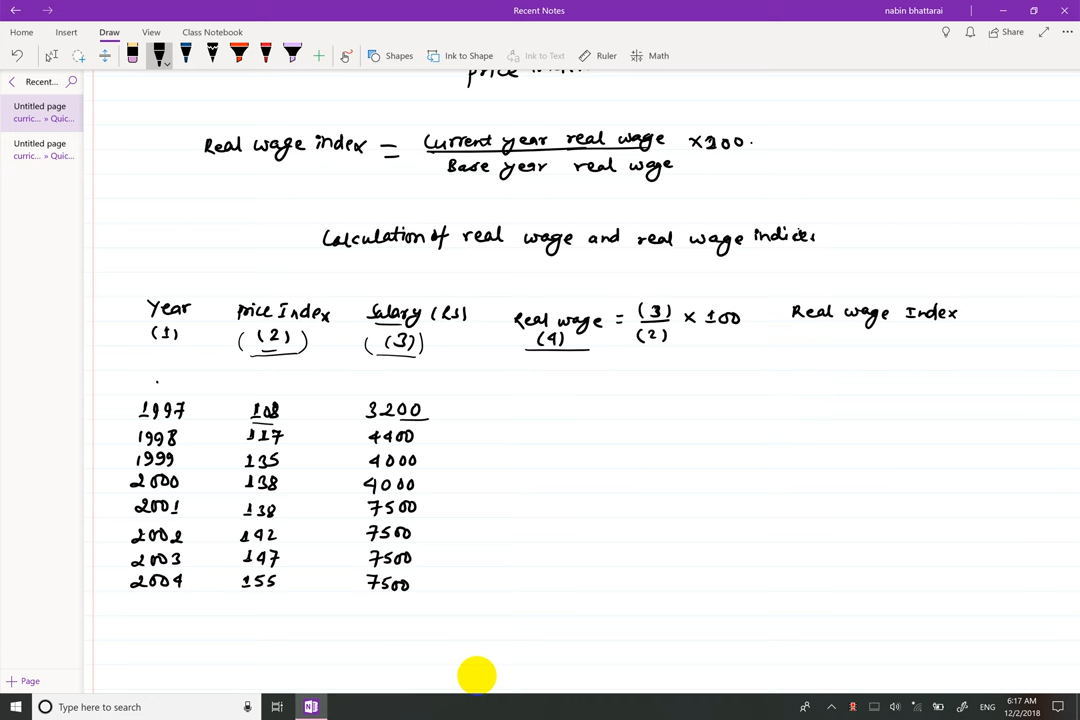 Recent Notes
nabin bhattarai
Home Insert Draw View Class Notebook
Share
Shapes Ink to Shape Ink to Text Ruler Math
Recent...
Untitled page
curric... » Quic...
Untitled page
curric... » Quic...
price
Real wage index = Current year real wage ×100.
Base year real wage
Calculation of real wage and real wage indices
Year Price Index Salary (RS) Real wage = (3) × 100 Real wage Index
(1) (2) (3) (4) (2)
1997 108 3200
1998 117 4400
1999 135 4000
2000 138 4000
2001 138 7500
2002 142 7500
2003 147 7500
2004 155 7500
+ Page
Type here to search
ENG
6:17 AM
12/2/2018